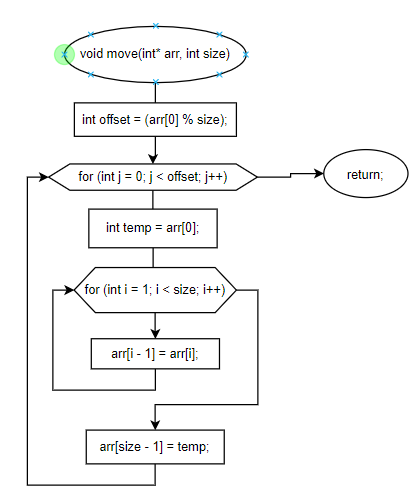 void move(int* arr, int size)
int offset = (arr[0] % size);
for (int j = 0; j < offset; j++)
return;
int temp = arr[0];
for (int i = 1; i < size; i++)
arr[i - 1] = arr[i];
arr[size - 1] = temp;